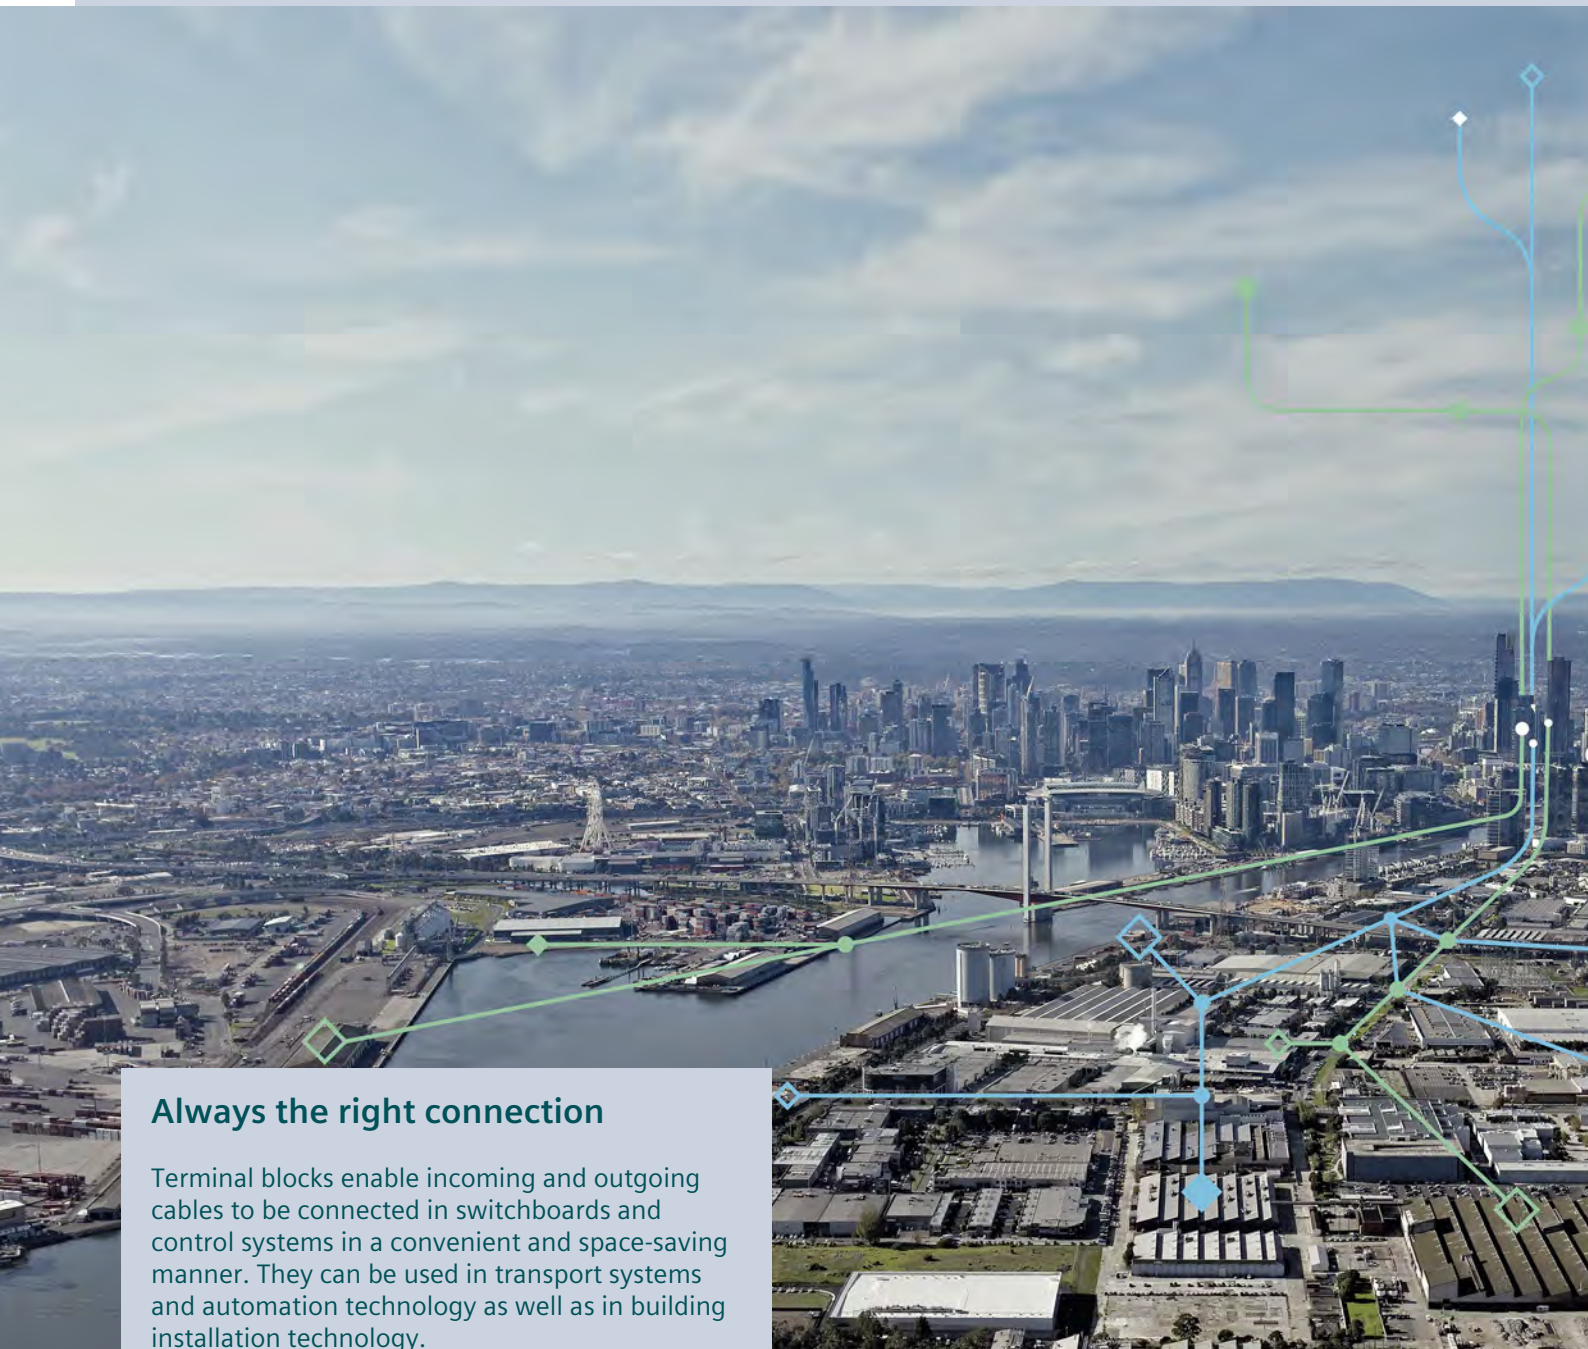 Always the right connection
Terminal blocks enable incoming and outgoing
cables to be connected in switchboards and
control systems in a convenient and space-saving
manner. They can be used in transport systems
and automation technology as well as in building
installation technology.